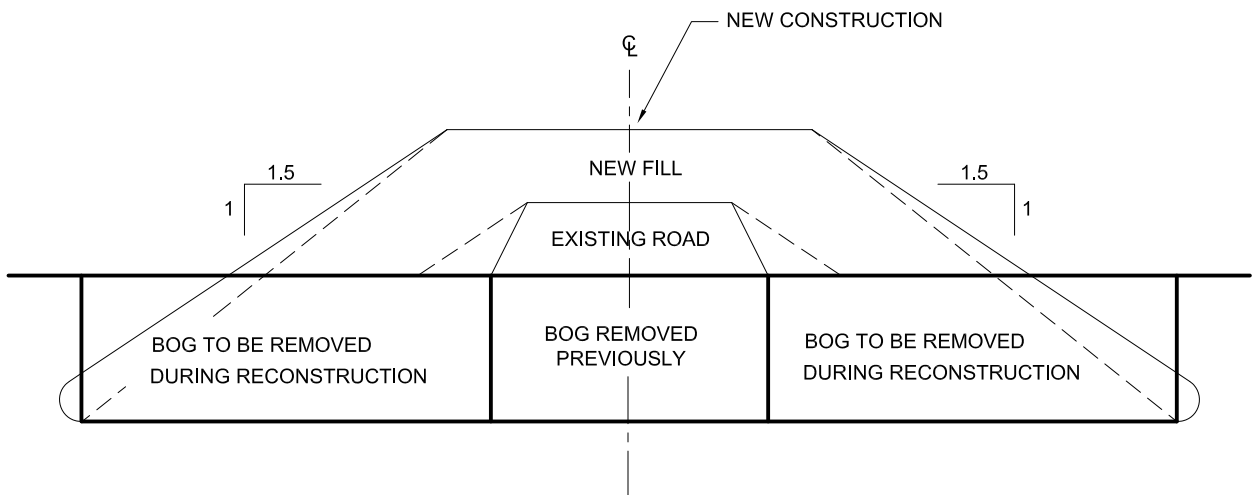 NEW CONSTRUCTION
℄
1.5
1
NEW FILL
1.5
1
EXISTING ROAD
BOG TO BE REMOVED
DURING RECONSTRUCTION
BOG REMOVED
PREVIOUSLY
BOG TO BE REMOVED
DURING RECONSTRUCTION